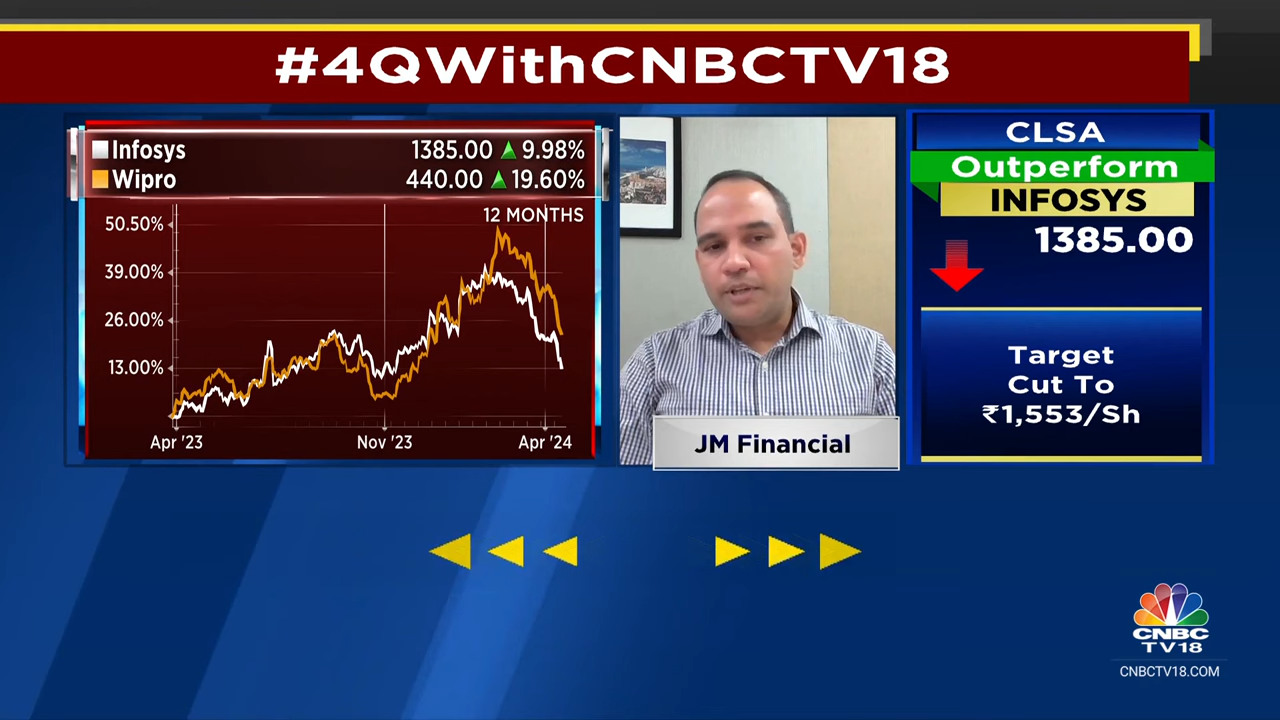 #4QWithCNBCTV18
Infosys 1385.00 ▲ 9.98%
Wipro 440.00 ▲ 19.60%
12 MONTHS
50.50%
39.00%
26.00%
13.00%
Apr '23 Nov '23 Apr '24
JM Financial
CLSA
Outperform
INFOSYS
1385.00
Target
Cut To
₹1,553/Sh
CNBC
TV18
CNBCTV18.COM